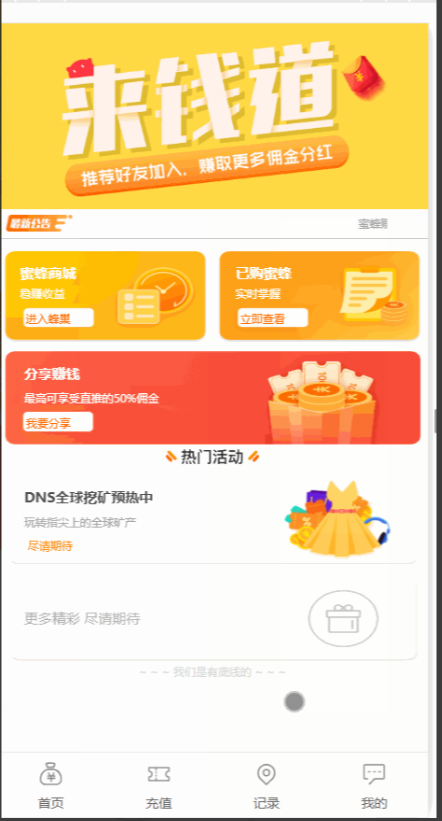 来钱道
推荐好友加入，赚取更多佣金分红
最新公告
蜜蜂
蜜蜂商城
稳赚收益
进入蜂巢
已购蜜蜂
实时掌握
立即查看
分享赚钱
最高可享受直推的50%佣金
我要分享
热门活动
DNS全球挖矿预热中
玩转指尖上的全球矿产
尽请期待
更多精彩 尽请期待
~ ~ ~ 我们是有底线的 ~ ~ ~
首页
充值
记录
我的